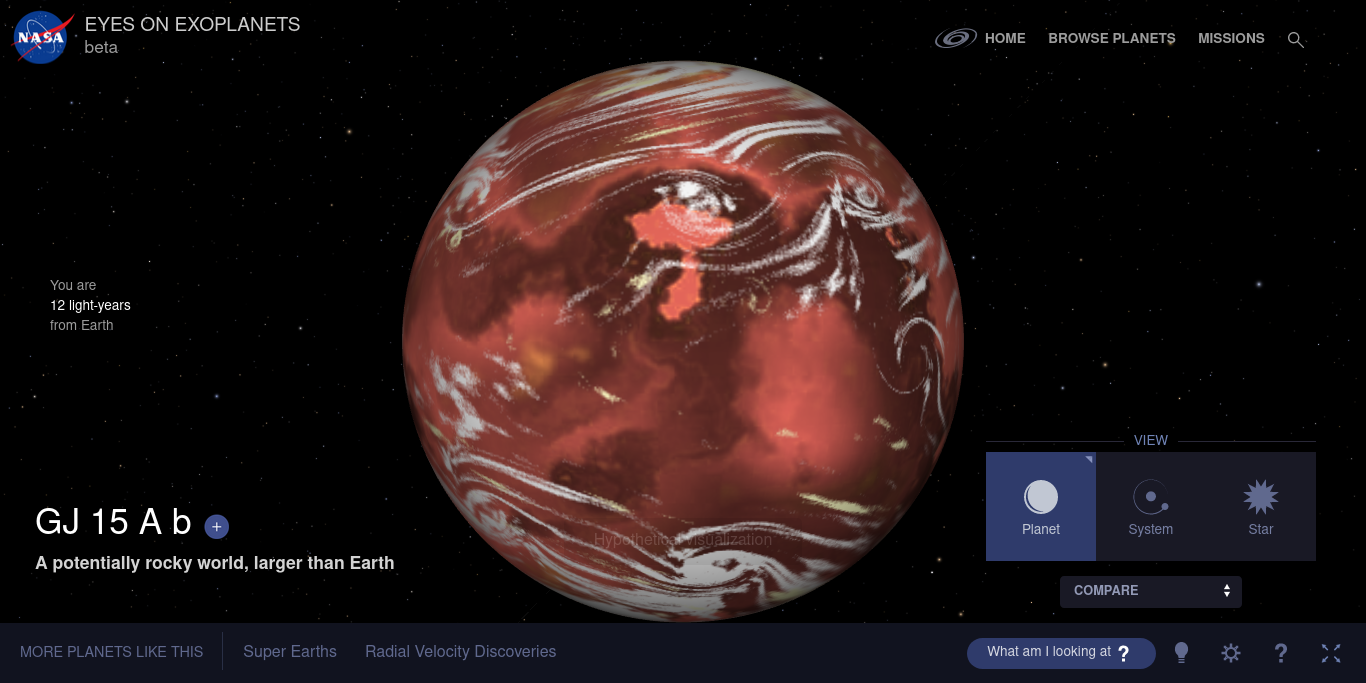 NASA
EYES ON EXOPLANETS
beta
HOME
BROWSE PLANETS
MISSIONS
You are
12 light-years
from Earth
VIEW
Planet
System
Star
COMPARE
GJ 15 A b +
A potentially rocky world, larger than Earth
Hypothetical Visualization
MORE PLANETS LIKE THIS
Super Earths
Radial Velocity Discoveries
What am I looking at ?
?